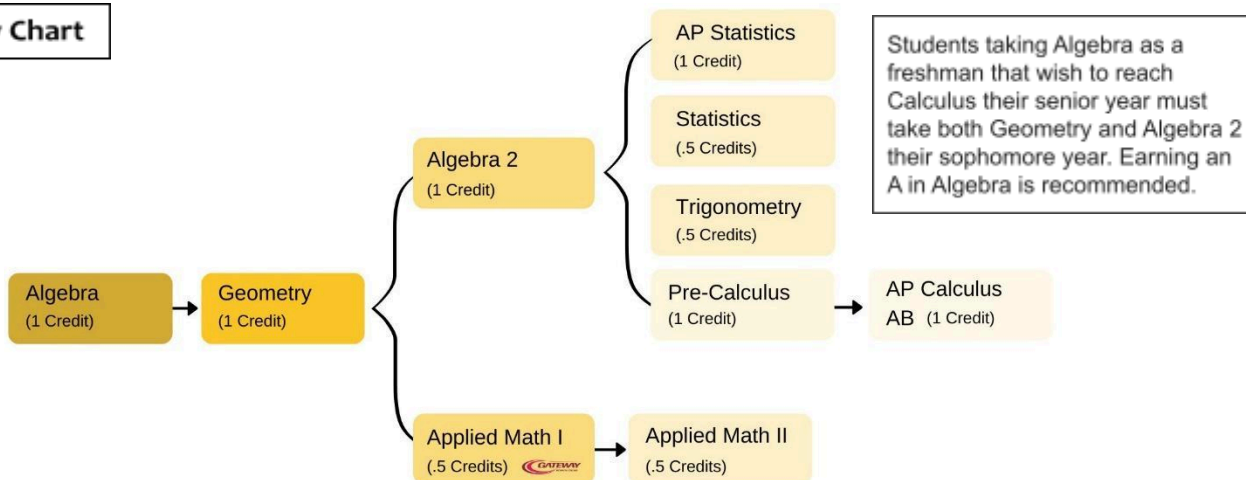 Chart
AP Statistics
(1 Credit)
Statistics
(.5 Credits)
Trigonometry
(.5 Credits)
Pre-Calculus
(1 Credit)
AP Calculus
AB (1 Credit)
Algebra 2
(1 Credit)
Algebra
(1 Credit)
Geometry
(1 Credit)
Applied Math I
(.5 Credits) GATEWAY
Applied Math II
(.5 Credits)
Students taking Algebra as a
freshman that wish to reach
Calculus their senior year must
take both Geometry and Algebra 2
their sophomore year. Earning an
A in Algebra is recommended.